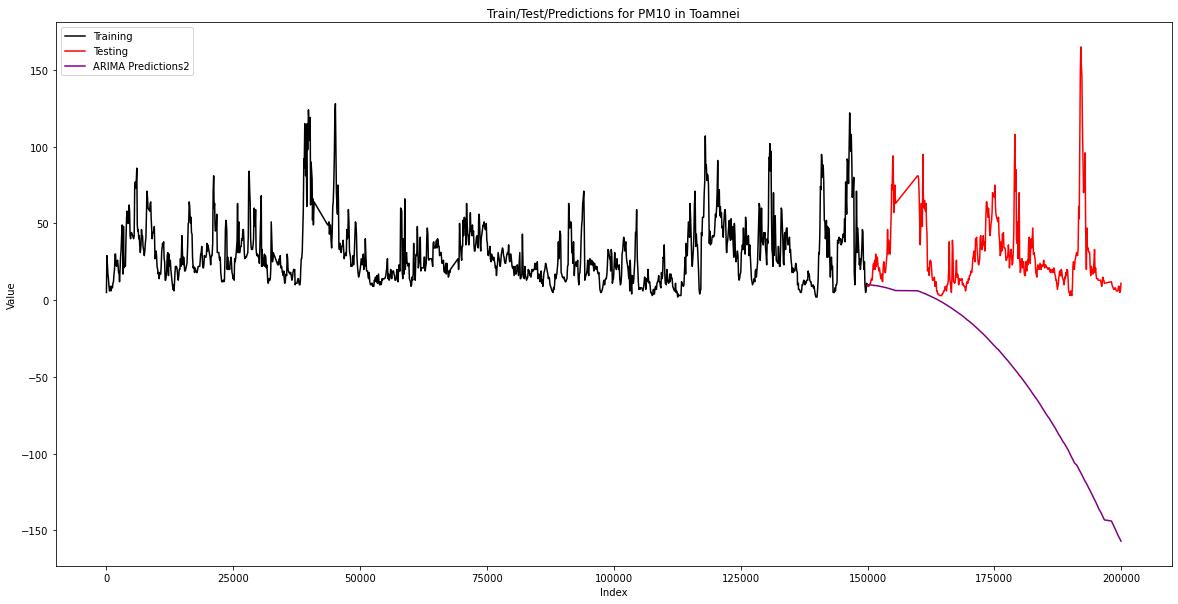 Train/Test/Predictions for PM10 in Toamnei
Training
Testing
ARIMA Predictions2
Value
150
100
50
0
−50
−100
−150
0 25000 50000 75000 100000 125000 150000 175000 200000
Index